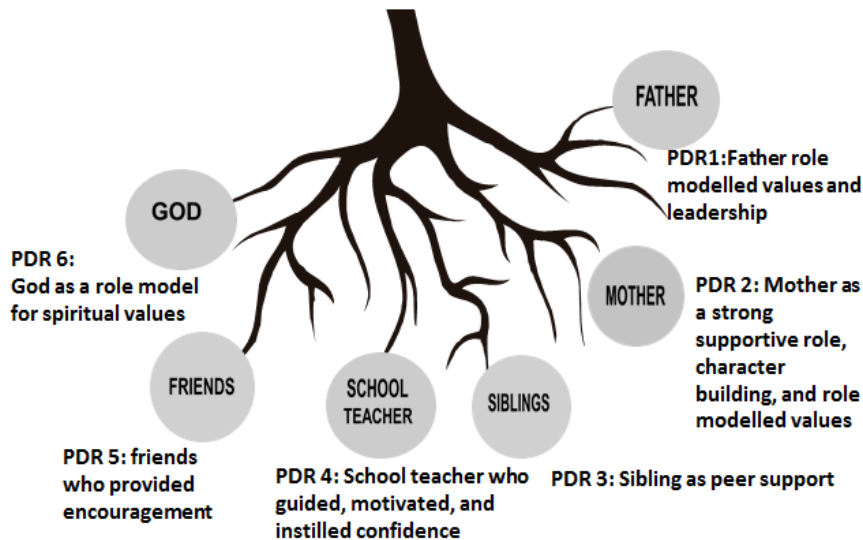 FATHER
PDR1:Father role
modelled values and
leadership
GOD
PDR 6:
God as a role model
for spiritual values
MOTHER
PDR 2: Mother as
a strong
supportive role,
character
building, and role
modelled values
FRIENDS
PDR 5: friends
who provided
encouragement
SCHOOL
TEACHER
PDR 4: School teacher who
guided, motivated, and
instilled confidence
SIBLINGS
PDR 3: Sibling as peer support